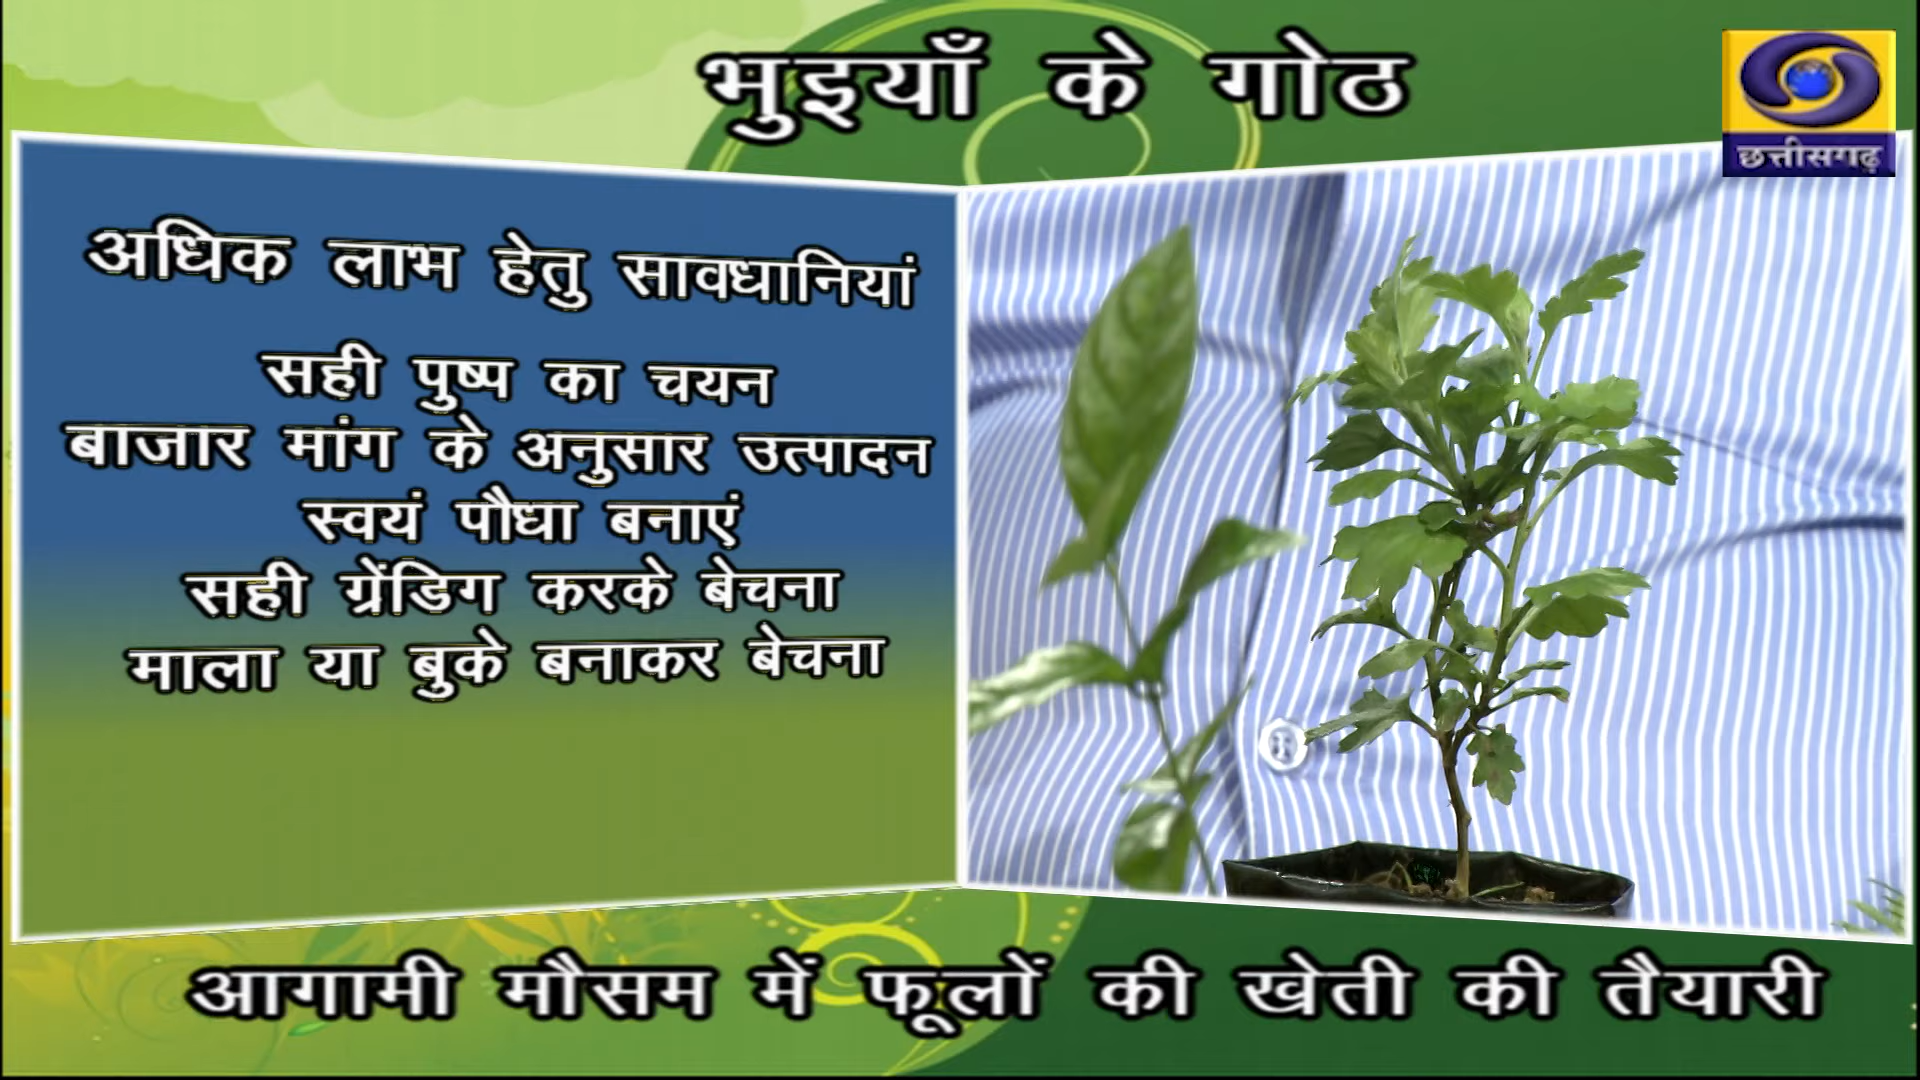 भुइयाँ के गोठ
छत्तीसगढ़
अधिक लाभ हेतु सावधानियां
सही पुष्प का चयन
बाजार मांग के अनुसार उत्पादन
स्वयं पौधा बनाएं
सही ग्रेंडिग करके बेचना
माला या बुके बनाकर बेचना
आगामी मौसम में फूलों की खेती की तैयारी